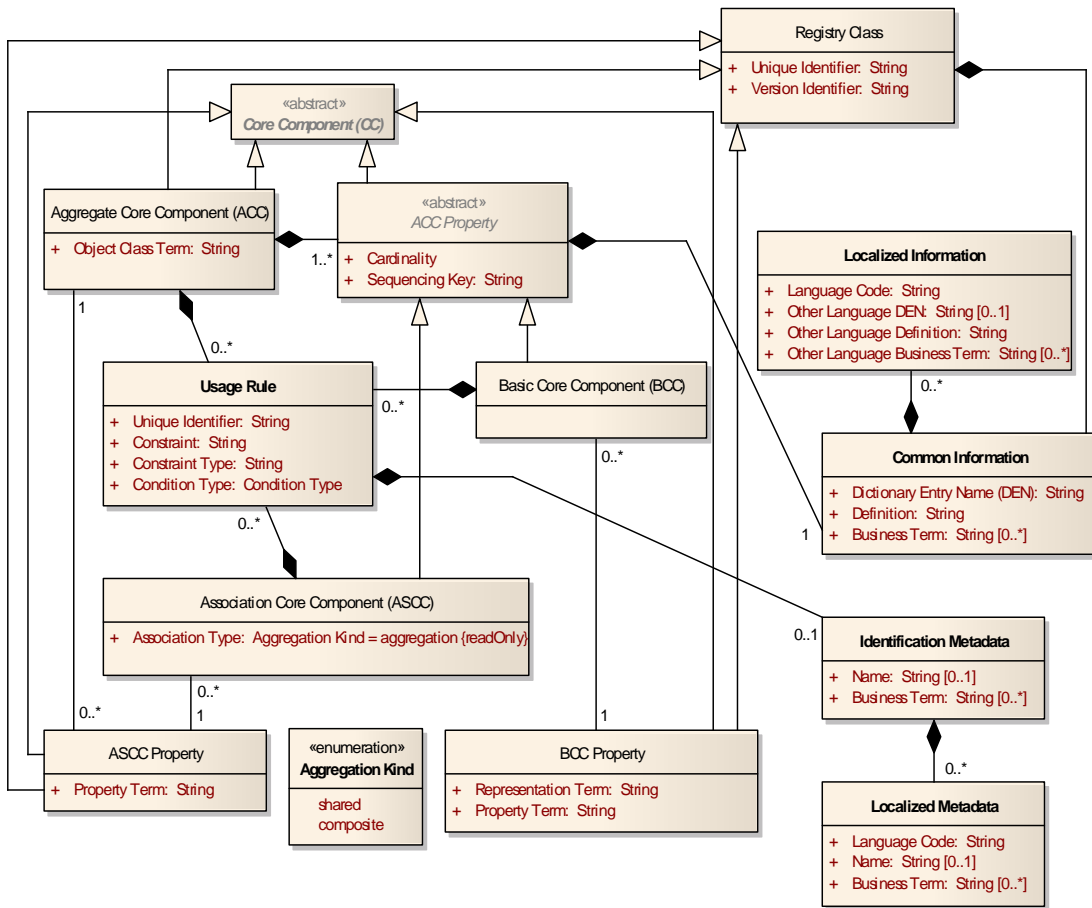 Registry Class
+ Unique Identifier: String
+ Version Identifier: String
«abstract»
Core Component (CC)
Aggregate Core Component (ACC)
+ Object Class Term: String
«abstract»
ACC Property
+ Cardinality
+ Sequencing Key: String
1..*
1
0..*
Localized Information
+ Language Code: String
+ Other Language DEN: String [0..1]
+ Other Language Definition: String
+ Other Language Business Term: String [0..*]
0..*
Usage Rule
+ Unique Identifier: String
+ Constraint: String
+ Constraint Type: String
+ Condition Type: Condition Type
0..*
Basic Core Component (BCC)
0..*
Common Information
+ Dictionary Entry Name (DEN): String
+ Definition: String
+ Business Term: String [0..*]
1
0..*
Association Core Component (ASCC)
+ Association Type: Aggregation Kind = aggregation {readOnly}
0..1
Identification Metadata
+ Name: String [0..1]
+ Business Term: String [0..*]
0..*
0..*
1
1
ASCC Property
+ Property Term: String
«enumeration»
Aggregation Kind
shared
composite
BCC Property
+ Representation Term: String
+ Property Term: String
0..*
Localized Metadata
+ Language Code: String
+ Name: String [0..1]
+ Business Term: String [0..*]